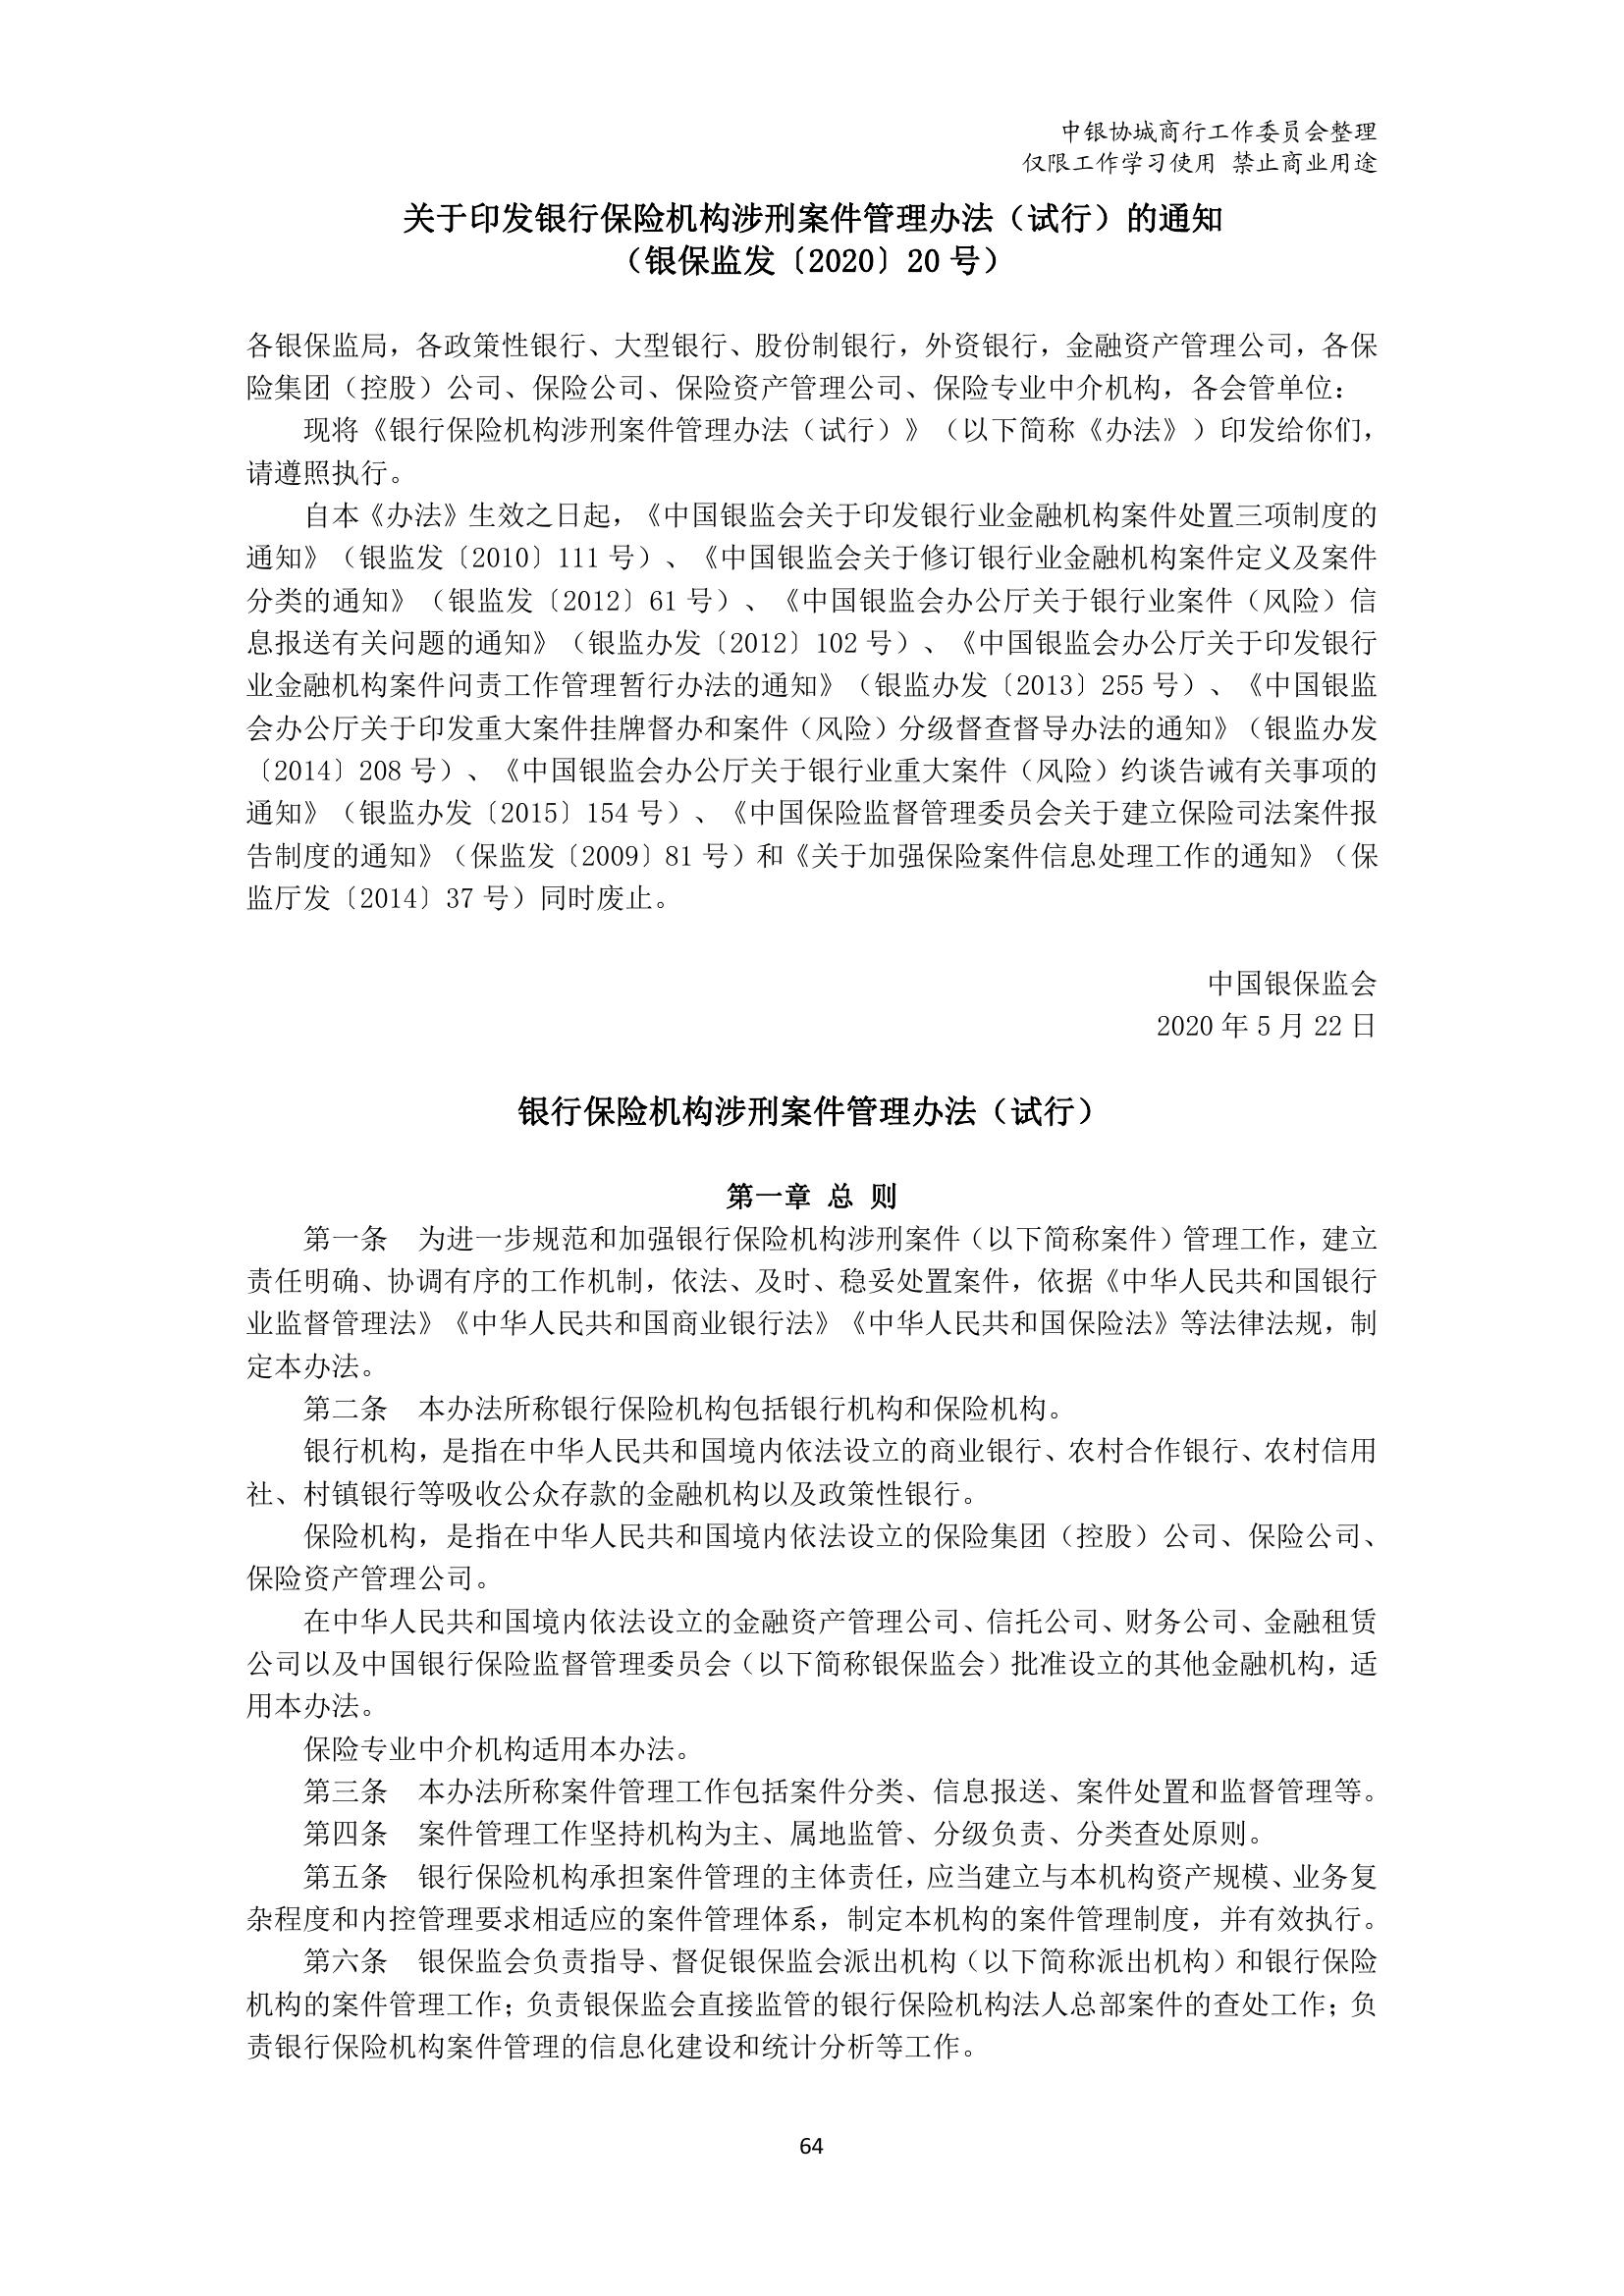 中银协城商行工作委员会整理
仅限工作学习使用 禁止商业用途
关于印发银行保险机构涉刑案件管理办法（试行）的通知
（银保监发〔2020〕20 号）
各银保监局，各政策性银行、大型银行、股份制银行，外资银行，金融资产管理公司，各保
险集团（控股）公司、保险公司、保险资产管理公司、保险专业中介机构，各会管单位：
现将《银行保险机构涉刑案件管理办法（试行）》（以下简称《办法》）印发给你们，
请遵照执行。
自本《办法》生效之日起，《中国银监会关于印发银行业金融机构案件处置三项制度的
通知》（银监发〔2010〕111 号）、《中国银监会关于修订银行业金融机构案件定义及案件
分类的通知》（银监发〔2012〕61 号）、《中国银监会办公厅关于银行业案件（风险）信
息报送有关问题的通知》（银监办发〔2012〕102 号）、《中国银监会办公厅关于印发银行
业金融机构案件问责工作管理暂行办法的通知》（银监办发〔2013〕255 号）、《中国银监
会办公厅关于印发重大案件挂牌督办和案件（风险）分级督查督导办法的通知》（银监办发
〔2014〕208 号）、《中国银监会办公厅关于银行业重大案件（风险）约谈告诫有关事项的
通知》（银监办发〔2015〕154 号）、《中国保险监督管理委员会关于建立保险司法案件报
告制度的通知》（保监发〔2009〕81 号）和《关于加强保险案件信息处理工作的通知》（保
监厅发〔2014〕37 号）同时废止。
中国银保监会
2020 年 5 月 22 日
银行保险机构涉刑案件管理办法（试行）
第一章 总 则
第一条　为进一步规范和加强银行保险机构涉刑案件（以下简称案件）管理工作，建立
责任明确、协调有序的工作机制，依法、及时、稳妥处置案件，依据《中华人民共和国银行
业监督管理法》《中华人民共和国商业银行法》《中华人民共和国保险法》等法律法规，制
定本办法。
第二条　本办法所称银行保险机构包括银行机构和保险机构。
银行机构，是指在中华人民共和国境内依法设立的商业银行、农村合作银行、农村信用
社、村镇银行等吸收公众存款的金融机构以及政策性银行。
保险机构，是指在中华人民共和国境内依法设立的保险集团（控股）公司、保险公司、
保险资产管理公司。
在中华人民共和国境内依法设立的金融资产管理公司、信托公司、财务公司、金融租赁
公司以及中国银行保险监督管理委员会（以下简称银保监会）批准设立的其他金融机构，适
用本办法。
保险专业中介机构适用本办法。
第三条　本办法所称案件管理工作包括案件分类、信息报送、案件处置和监督管理等。
第四条　案件管理工作坚持机构为主、属地监管、分级负责、分类查处原则。
第五条　银行保险机构承担案件管理的主体责任，应当建立与本机构资产规模、业务复
杂程度和内控管理要求相适应的案件管理体系，制定本机构的案件管理制度，并有效执行。
第六条　银保监会负责指导、督促银保监会派出机构（以下简称派出机构）和银行保险
机构的案件管理工作；负责银保监会直接监管的银行保险机构法人总部案件的查处工作；负
责银行保险机构案件管理的信息化建设和统计分析等工作。
64